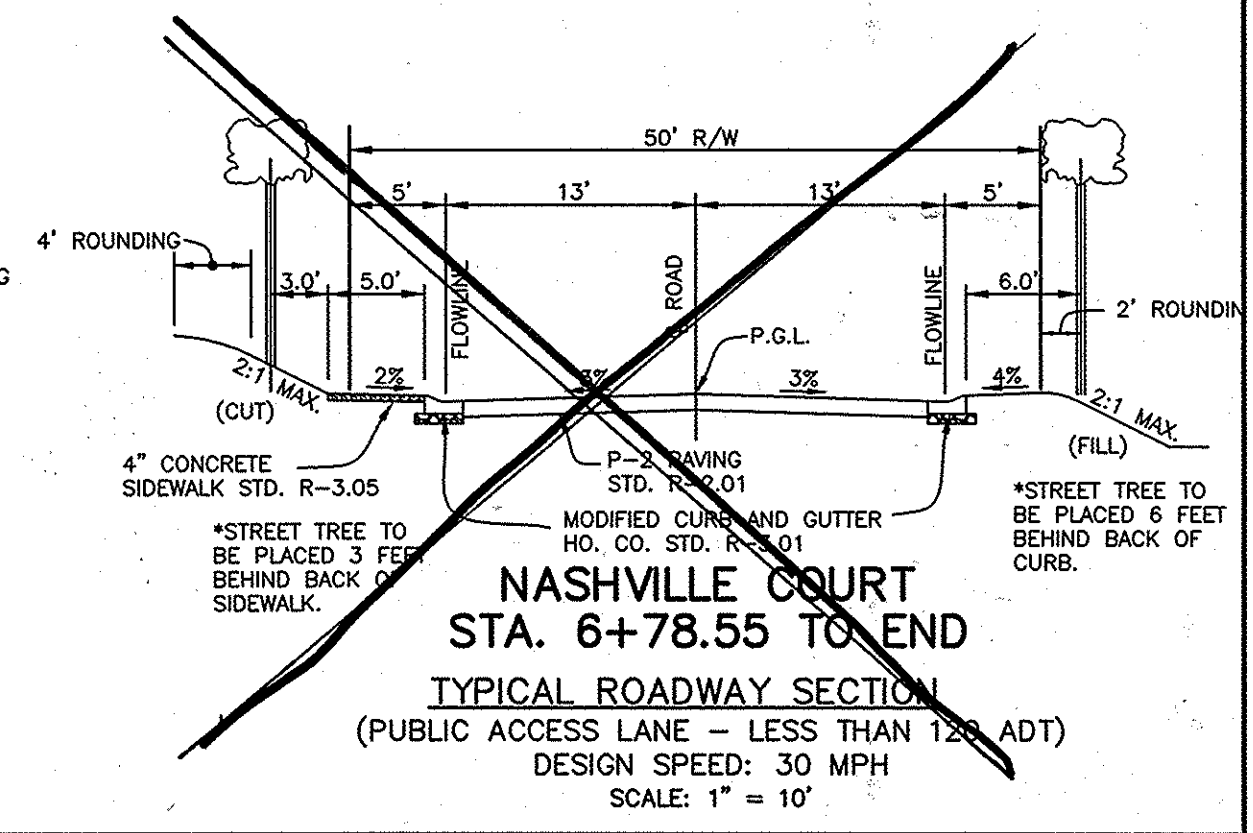 50' R/W
5'
13'
13'
5'
4' ROUNDING
G
3.0'
5.0'
FLOWLINE
ROAD
FLOWLINE
6.0'
2' ROUNDIN
P.G.L.
2:1 MAX.
(CUT)
2%
3%
3%
4%
2:1 MAX.
(FILL)
4" CONCRETE
SIDEWALK STD. R-3.05
P-2 PAVING
STD. R-2.01
*STREET TREE TO
BE PLACED 3 FEET
BEHIND BACK OF
SIDEWALK.
MODIFIED CURB AND GUTTER
HO. CO. STD. R-3.01
*STREET TREE TO
BE PLACED 6 FEET
BEHIND BACK OF
CURB.
NASHVILLE COURT
STA. 6+78.55 TO END
TYPICAL ROADWAY SECTION
(PUBLIC ACCESS LANE - LESS THAN 120 ADT)
DESIGN SPEED: 30 MPH
SCALE: 1" = 10'